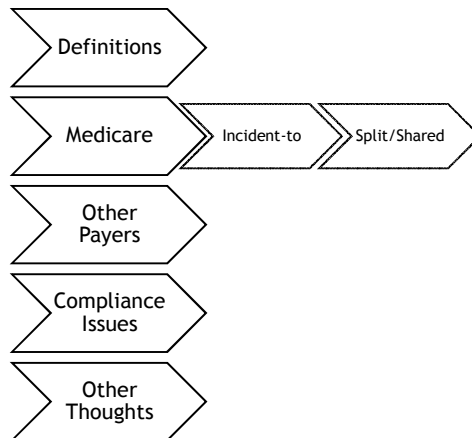 Definitions
Medicare
Incident-to
Split/Shared
Other
Payers
Compliance
Issues
Other
Thoughts